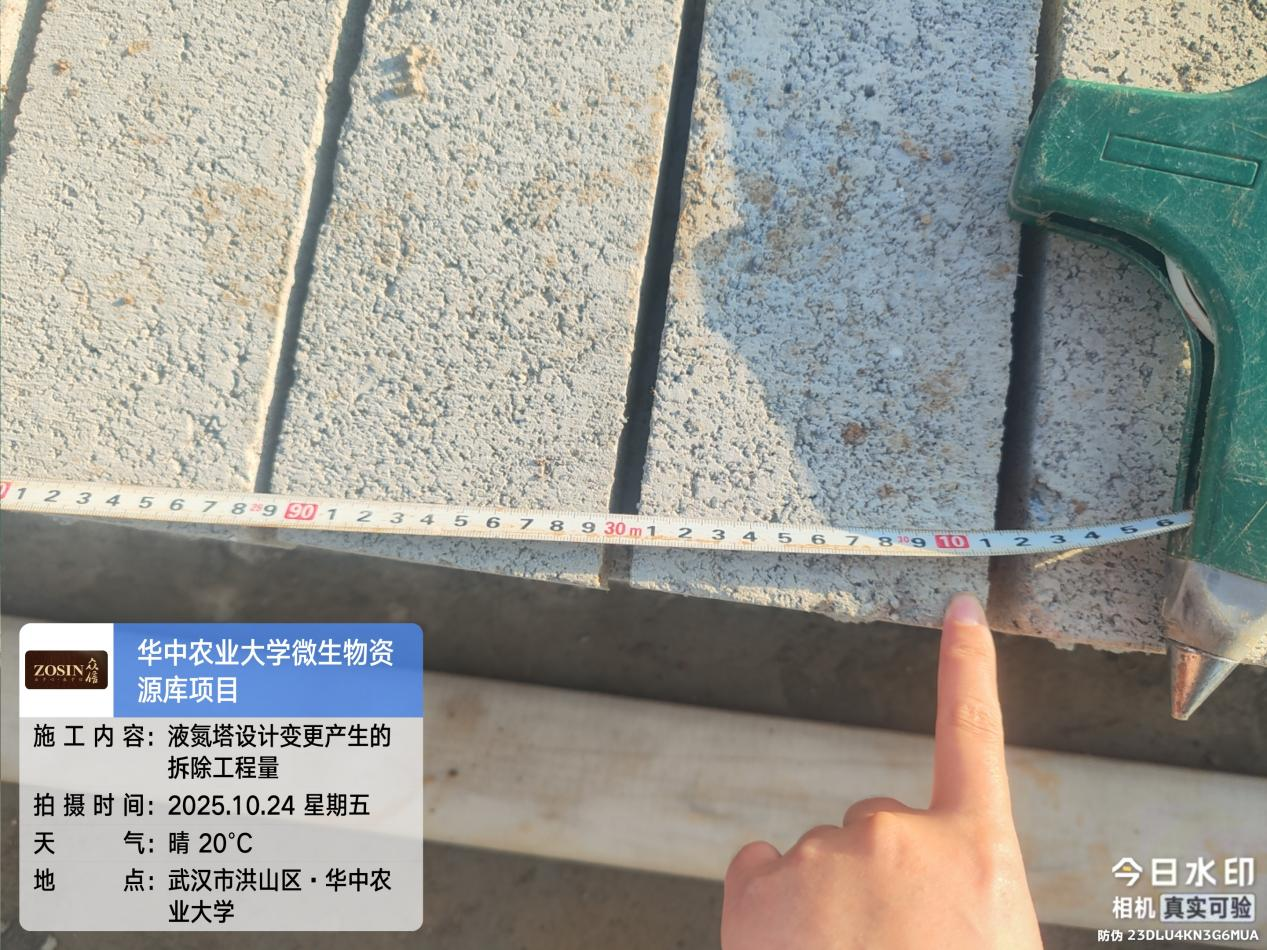 1 2 3 4 5 6 7 8 9 90 1 2 3 4 5 6 7 8 9 30m 1 2 3 4 5 6 7 8 9 10 1 2 3 4 5 6
ZOSIN 众信
华中农业大学微生物资
源库项目
施工内容：液氮塔设计变更产生的
拆除工程量
拍摄时间：2025.10.24 星期五
天气：晴 20℃
地点：武汉市洪山区·华中农
业大学
今日水印
相机 真实可验
防伪 23DLU4KN3G6MUA